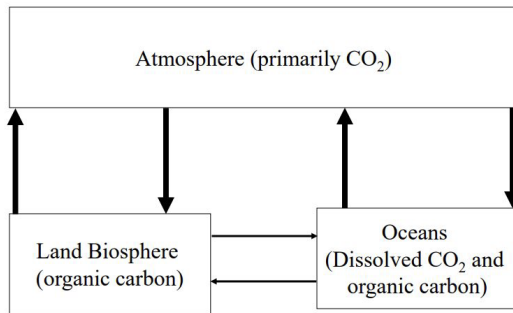 Atmosphere (primarily CO₂)
Land Biosphere
(organic carbon)
Oceans
(Dissolved CO₂ and
organic carbon)